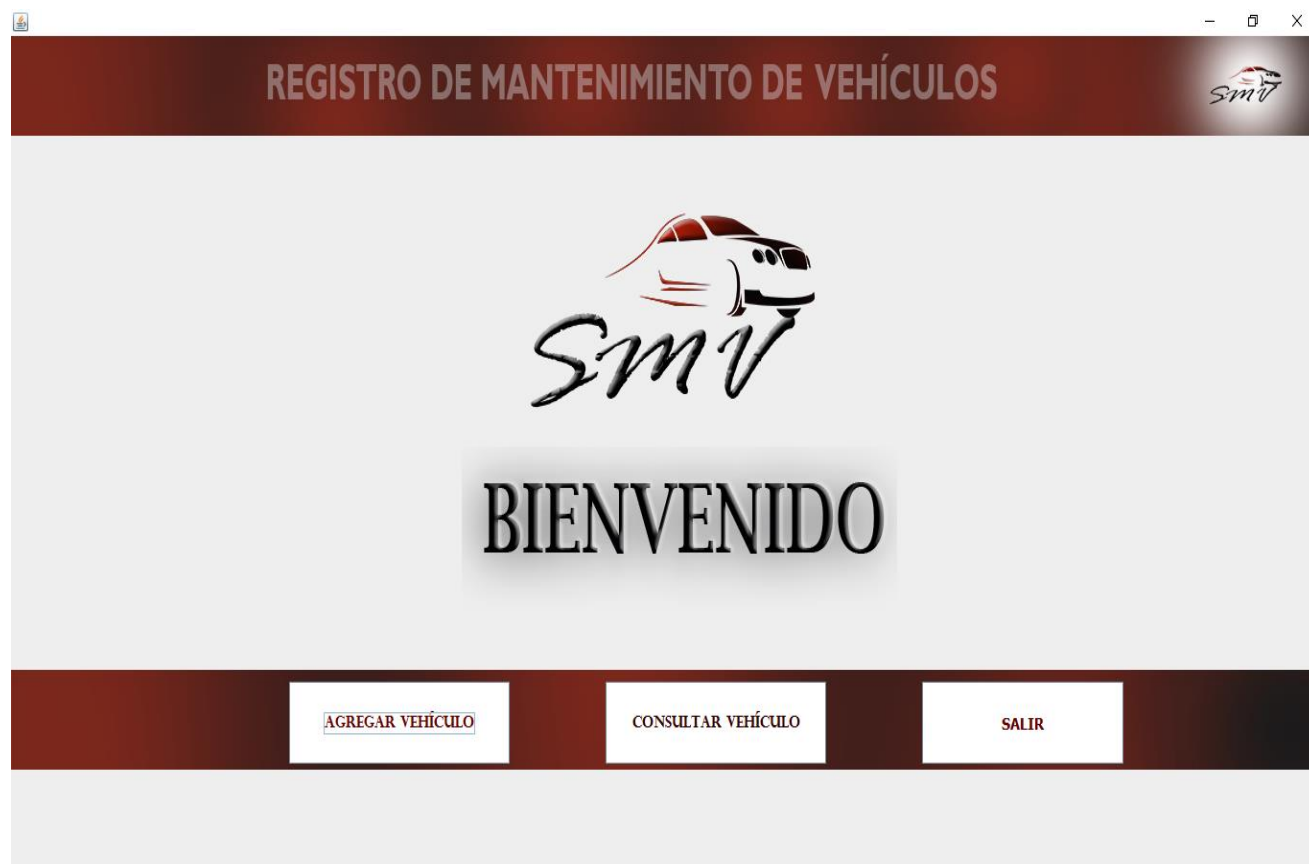 REGISTRO DE MANTENIMIENTO DE VEHÍCULOS
SMV
SMV
BIENVENIDO
AGREGAR VEHÍCULO
CONSULTAR VEHÍCULO
SALIR